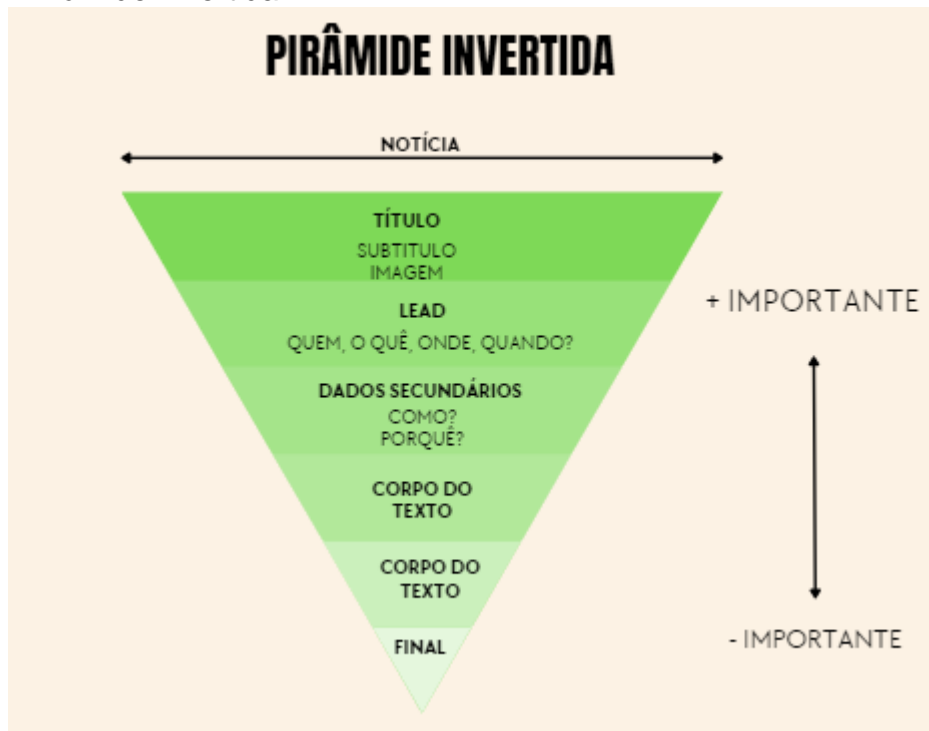 PIRÂMIDE INVERTIDA
NOTÍCIA
TÍTULO
SUBTITULO
IMAGEM
LEAD
QUEM, O QUÊ, ONDE, QUANDO?
DADOS SECUNDÁRIOS
COMO?
PORQUÊ?
CORPO DO
TEXTO
CORPO DO
TEXTO
FINAL
+ IMPORTANTE
- IMPORTANTE